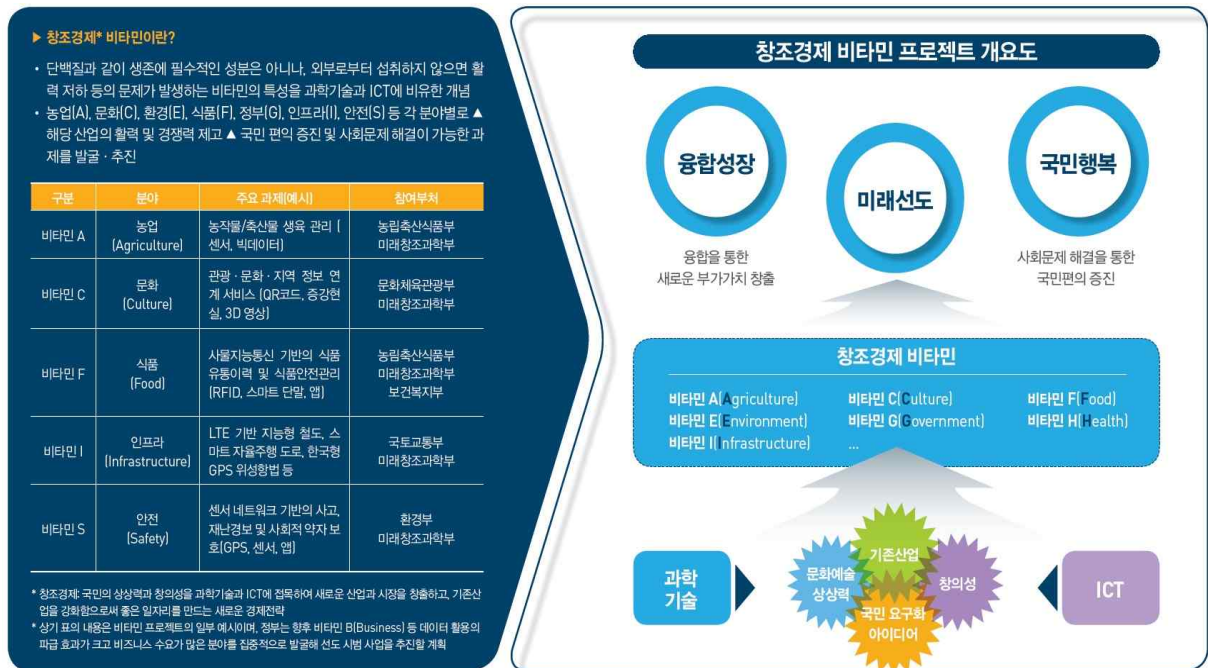 ▶ 창조경제* 비타민이란?
• 단백질과 같이 생존에 필수적인 성분은 아니나, 외부로부터 섭취하지 않으면 활
력 저하 등의 문제가 발생하는 비타민의 특성을 과학기술과 ICT에 비유한 개념
• 농업(A), 문화(C), 환경(E), 식품(F), 정부(G), 인프라(I), 안전(S) 등 각 분야별로 ▲
해당 산업의 활력 및 경쟁력 제고 ▲ 국민 편익 증진 및 사회문제 해결이 가능한 과
제를 발굴 · 추진
구분 분야 주요 과제(예시) 참여부처
비타민 A
농업
(Agriculture)
농작물/축산물 생육 관리 (
센서, 빅데이터)
농림축산식품부
미래창조과학부
비타민 C
문화
(Culture)
관광 · 문화 · 지역 정보 연
계 서비스 (QR코드, 증강현
실, 3D 영상)
문화체육관광부
미래창조과학부
비타민 F
식품
(Food)
사물지능통신 기반의 식품
유통이력 및 식품안전관리
(RFID, 스마트 단말, 앱)
농림축산식품부
미래창조과학부
보건복지부
비타민 I
인프라
(Infrastructure)
LTE 기반 지능형 철도, 스
마트 자율주행 도로, 한국형
GPS 위성항법 등
국토교통부
미래창조과학부
비타민 S
안전
(Safety)
센서 네트워크 기반의 사고,
재난경보 및 사회적 약자 보
호(GPS, 센서, 앱)
환경부
미래창조과학부
* 창조경제: 국민의 상상력과 창의성을 과학기술과 ICT에 접목하여 새로운 산업과 시장을 창출하고, 기존산
업을 강화함으로써 좋은 일자리를 만드는 새로운 경제전략
* 상기 표의 내용은 비타민 프로젝트의 일부 예시이며, 정부는 향후 비타민 B(Business) 등 데이터 활용의
파급 효과가 크고 비즈니스 수요가 많은 분야를 집중적으로 발굴해 선도 시범 사업을 추진할 계획
창조경제 비타민 프로젝트 개요도
융합성장
미래선도
국민행복
융합을 통한
새로운 부가가치 창출
사회문제 해결을 통한
국민편의 증진
창조경제 비타민
비타민 A(Agriculture) 비타민 C(Culture) 비타민 F(Food)
비타민 E(Environment) 비타민 G(Government) 비타민 H(Health)
비타민 I(Infrastructure) ...
과학
기술
문화예술
상상력
기존산업
창의성
국민 요구화
아이디어
ICT